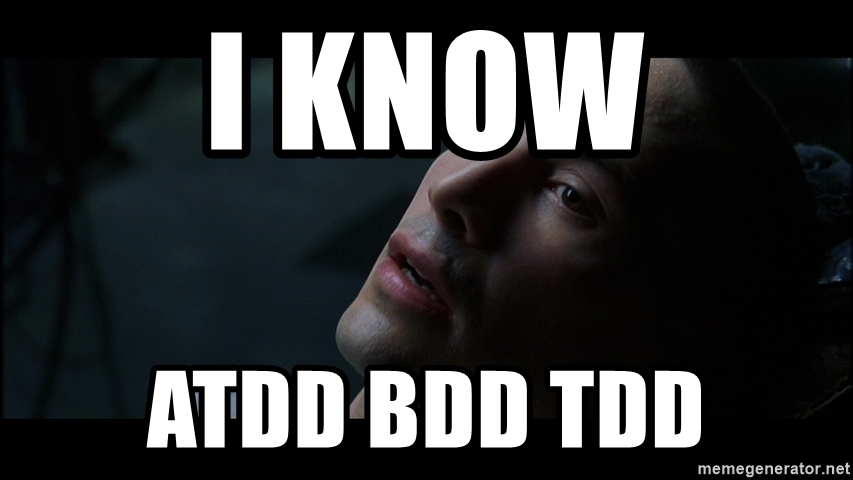 I KNOW
ATDD BDD TDD
memegenerator.net